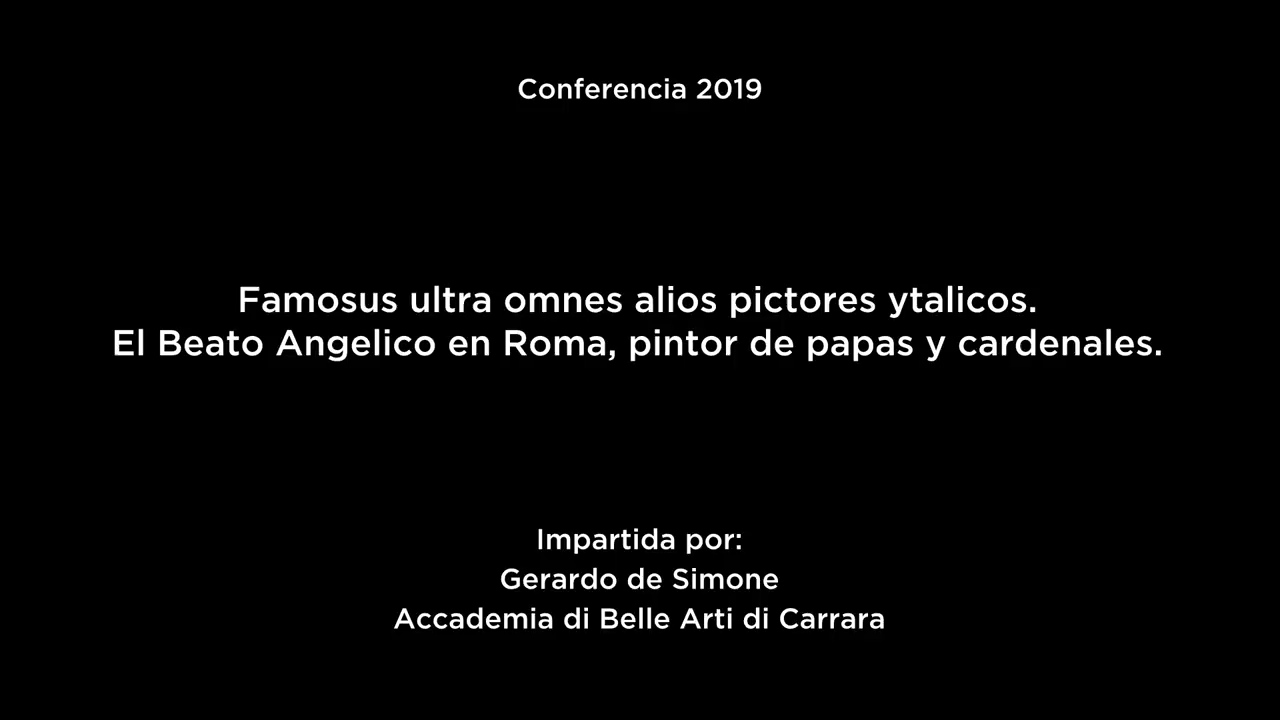 Conferencia 2019
Famosus ultra omnes alios pictores ytalicos.
El Beato Angelico en Roma, pintor de papas y cardenales.
Impartida por:
Gerardo de Simone
Accademia di Belle Arti di Carrara